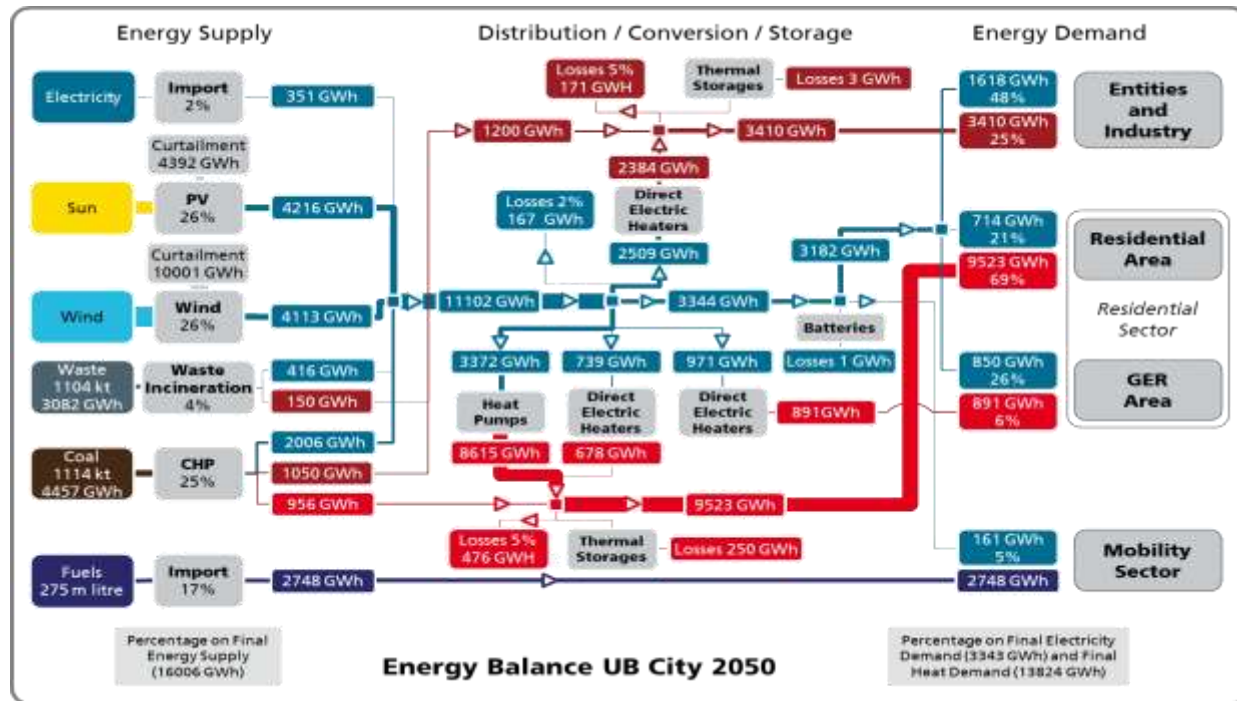 Energy Supply
Distribution / Conversion / Storage
Energy Demand
Electricity
Import
2%
351 GWh
Losses 5%
171 GWH
Thermal
Storages
Losses 3 GWh
1618 GWh
48%
Entities
and
Industry
3410 GWh
25%
1200 GWh
3410 GWh
Curtailment
4392 GWh
2384 GWh
Direct
Electric
Heaters
Sun
PV
26%
4216 GWh
Losses 2%
167 GWh
2509 GWh
3182 GWh
714 GWh
21%
Residential
Area
9523 GWh
69%
Curtailment
10001 GWh
Wind
Wind
26%
4113 GWh
11102 GWh
3344 GWh
Residential
Sector
Batteries
Losses 1 GWh
Waste
1104 kt
3082 GWh
Waste
Incineration
4%
416 GWh
150 GWh
3372 GWh
739 GWh
971 GWh
850 GWh
26%
GER
Area
891 GWh
6%
Heat
Pumps
Direct
Electric
Heaters
Direct
Electric
Heaters
891GWh
Coal
1114 kt
4457 GWh
CHP
25%
2006 GWh
1050 GWh
956 GWh
8615 GWh
678 GWh
9523 GWh
Losses 5%
476 GWH
Thermal
Storages
Losses 250 GWh
161 GWh
5%
Mobility
Sector
Fuels
275 m litre
Import
17%
2748 GWh
2748 GWh
Percentage on Final
Energy Supply
(16006 GWh)
Energy Balance UB City 2050
Percentage on Final Electricity
Demand (3343 GWh) and Final
Heat Demand (13824 GWh)